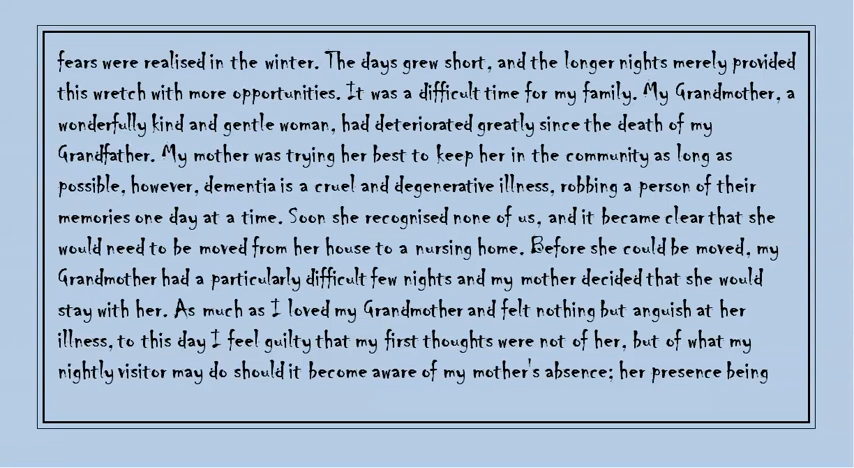 fears were realised in the winter. The days grew short, and the longer nights merely provided
this wretch with more opportunities. It was a difficult time for my family. My Grandmother, a
wonderfully kind and gentle woman, had deteriorated greatly since the death of my
Grandfather. My mother was trying her best to keep her in the community as long as
possible, however, dementia is a cruel and degenerative illness, robbing a person of their
memories one day at a time. Soon she recognised none of us, and it became clear that she
would need to be moved from her house to a nursing home. Before she could be moved, my
Grandmother had a particularly difficult few nights and my mother decided that she would
stay with her. As much as I loved my Grandmother and felt nothing but anguish at her
illness, to this day I feel guilty that my first thoughts were not of her, but of what my
nightly visitor may do should it become aware of my mother's absence; her presence being